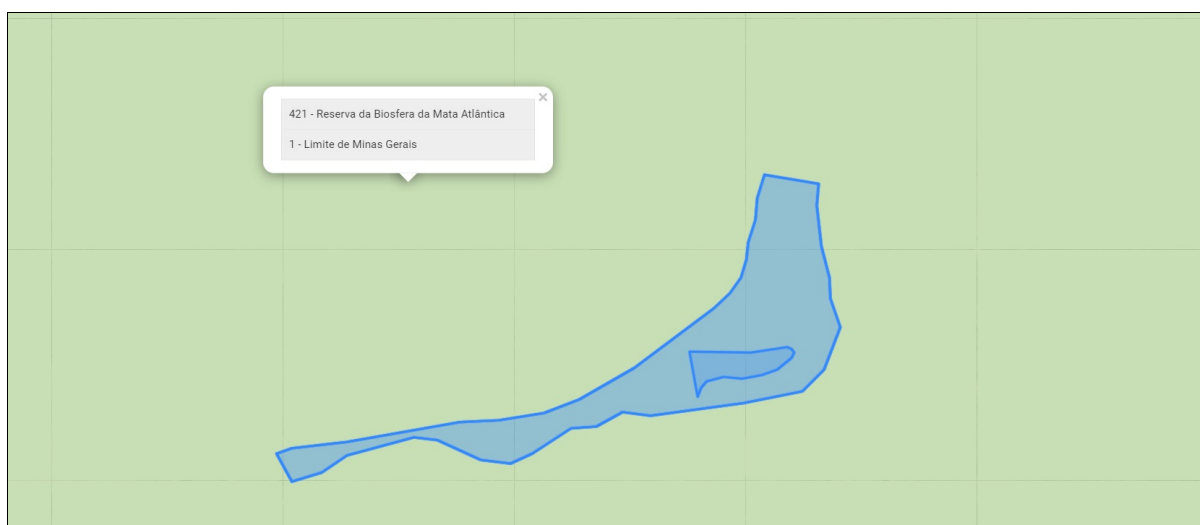 421 - Reserva da Biosfera da Mata Atlântica
1 - Limite de Minas Gerais